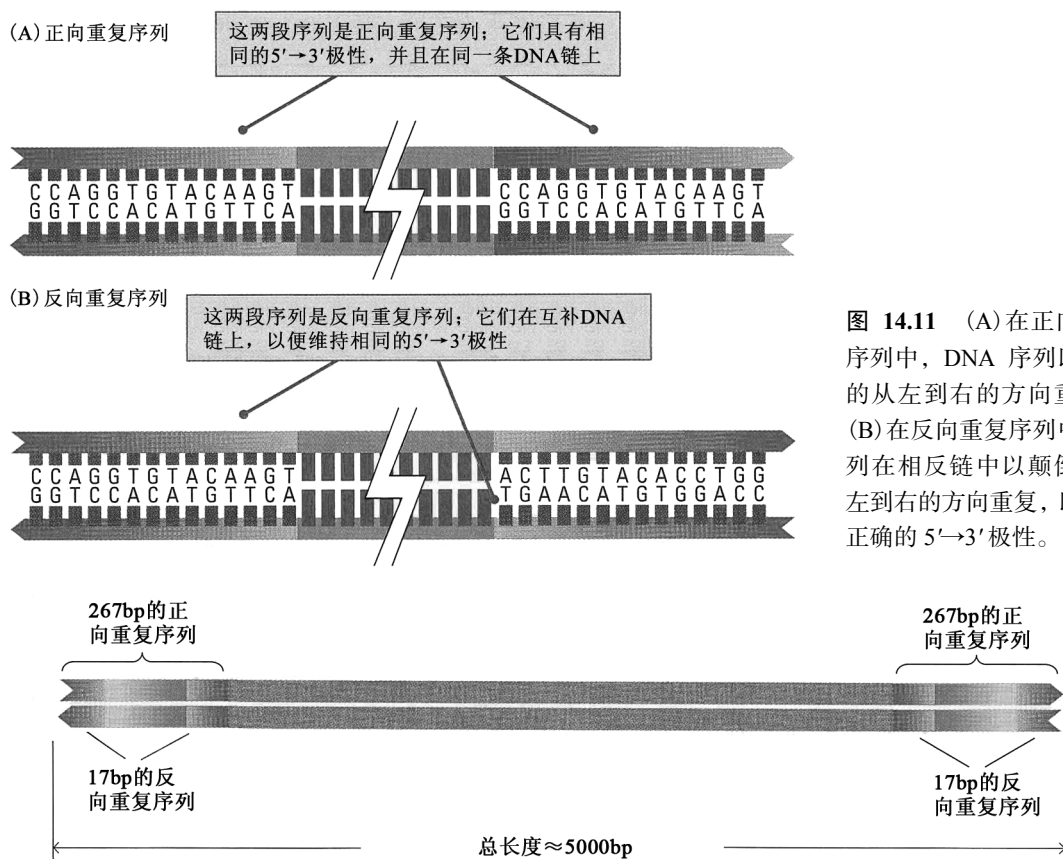 (A)正向重复序列
这两段序列是正向重复序列；它们具有相
同的5′→3′极性，并且在同一条DNA链上
CCAGGTGTACAAGT
GGTCCACATGTTCA
CCAGGTGTACAAGT
GGTCCACATGTTCA
(B)反向重复序列
这两段序列是反向重复序列；它们在互补DNA
链上，以便维持相同的5′→3′极性
CCAGGTGTACAAGT
GGTCCACATGTTCA
ACTTGTACACCTGG
TGAACATGTGGACC
图 14.11 (A)在正
序列中，DNA 序列
的从左到右的方向
(B)在反向重复序列
列在相反链中以颠
左到右的方向重复，
正确的 5′→3′极性。
267bp的正
向重复序列
267bp的正
向重复序列
17bp的反
向重复序列
17bp的反
向重复序列
总长度≈5000bp